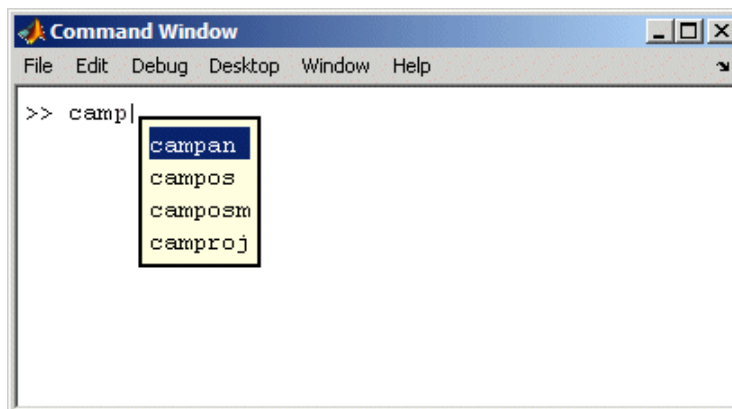 Command Window
File Edit Debug Desktop Window Help
>> camp
campan
campos
camposm
camproj